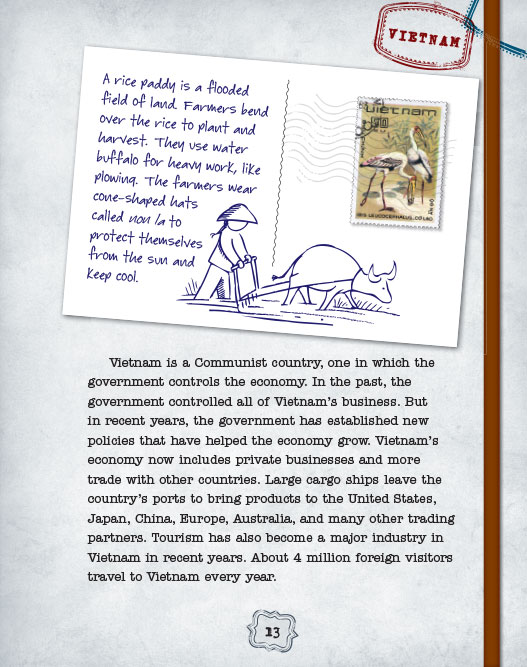 VIETNAM
A rice paddy is a flooded
field of land. Farmers bend
over the rice to plant and
harvest. They use water
buffalo for heavy work, like
plowing. The farmers wear
cone-shaped hats
called non la to
protect themselves
from the sun and
keep cool.
Vietnam
Vietnam is a Communist country, one in which the
government controls the economy. In the past, the
government controlled all of Vietnam's business. But
in recent years, the government has established new
policies that have helped the economy grow. Vietnam's
economy now includes private businesses and more
trade with other countries. Large cargo ships leave the
country's ports to bring products to the United States,
Japan, China, Europe, Australia, and many other trading
partners. Tourism has also become a major industry in
Vietnam in recent years. About 4 million foreign visitors
travel to Vietnam every year.
13